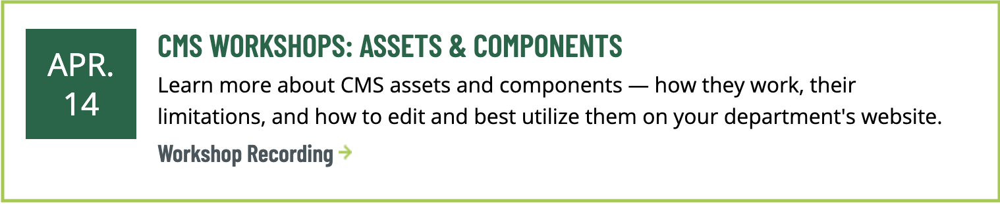 APR.
14
CMS WORKSHOPS: ASSETS & COMPONENTS
Learn more about CMS assets and components — how they work, their
limitations, and how to edit and best utilize them on your department's website.
Workshop Recording →